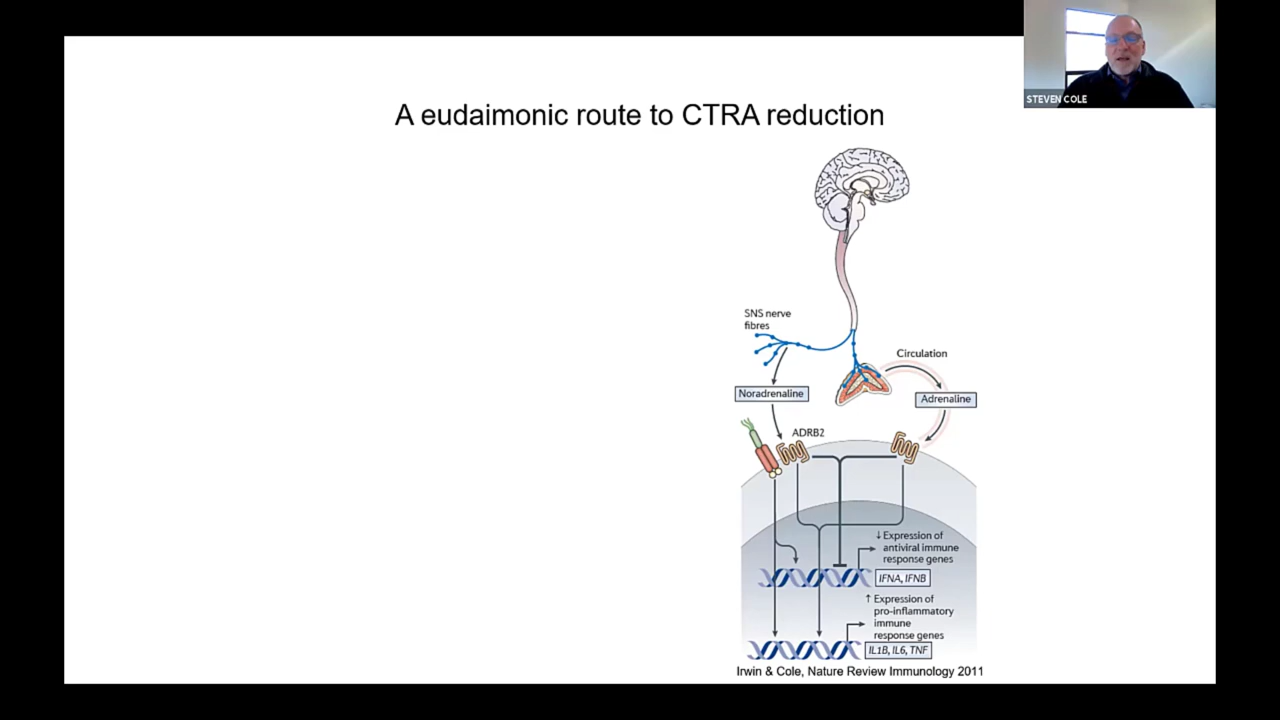 STEVEN COLE
A eudaimonic route to CTRA reduction
SNS nerve
fibres
Circulation
Noradrenaline
Adrenaline
ADRB2
↓ Expression of
antiviral immune
response genes
IFNA, IFNB
↑ Expression of
pro-inflammatory
immune
response genes
IL1B, IL6, TNF
Irwin & Cole, Nature Review Immunology 2011